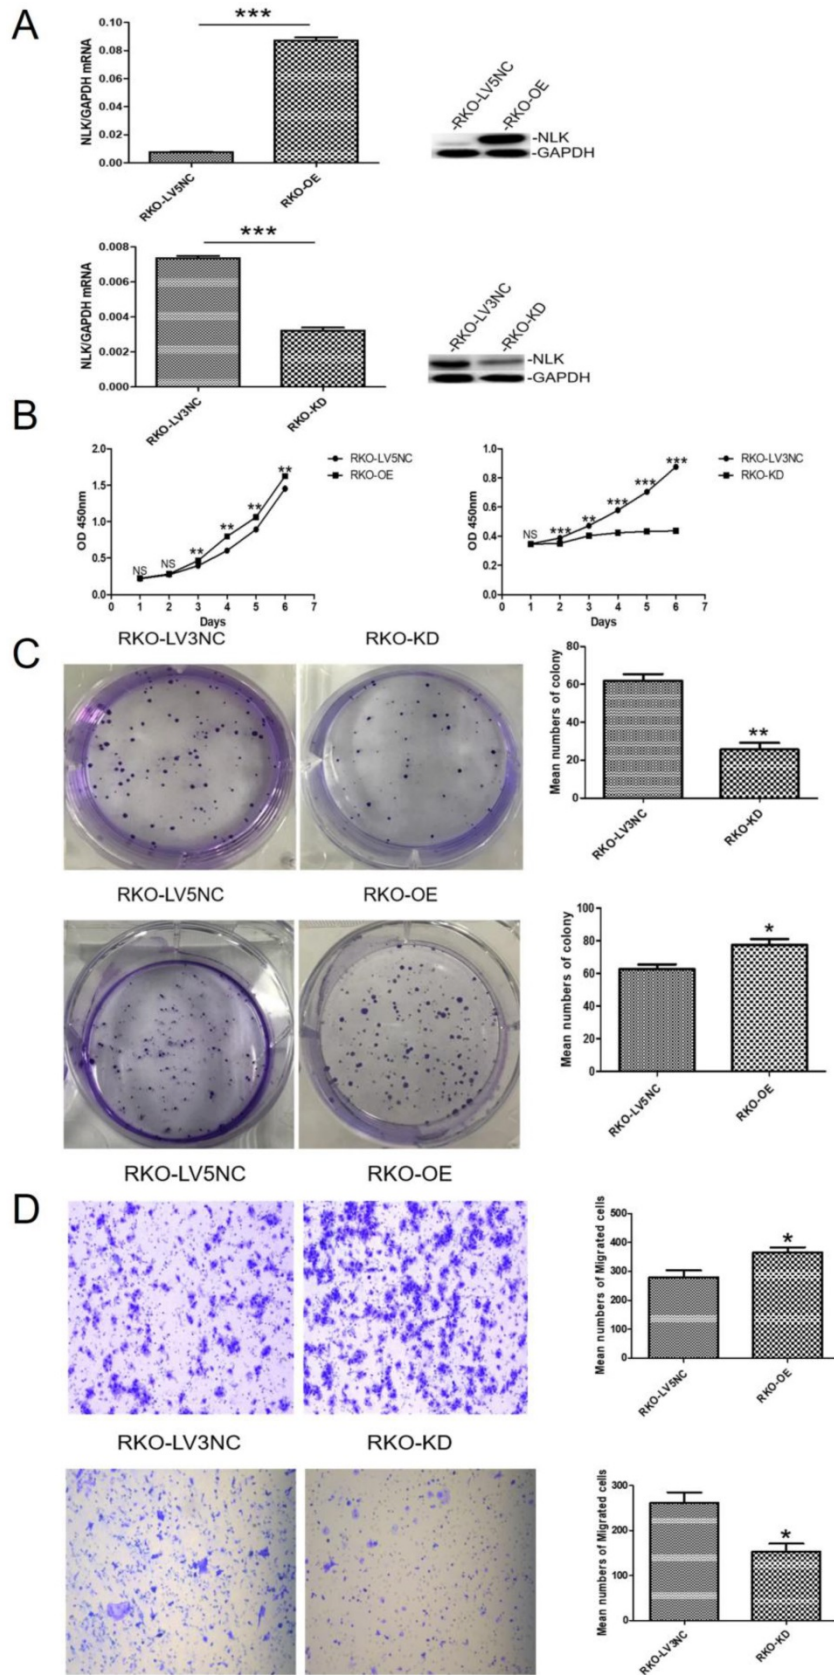 A
***
NLK/GAPDH mRNA
0.10
0.08
0.06
0.04
0.02
0.00
RKO-LV5NC
RKO-OE
-RKO-LV5NC
-RKO-OE
-NLK
-GAPDH
***
NLK/GAPDH mRNA
0.008
0.006
0.004
0.002
0.000
RKO-LV3NC
RKO-KD
-RKO-LV3NC
-RKO-KD
-NLK
-GAPDH
B
OD 450nm
2.0
1.5
1.0
0.5
0.0
NS NS ** ** ** **
RKO-LV5NC
RKO-OE
0 1 2 3 4 5 6 7
Days
OD 450nm
1.0
0.8
0.6
0.4
0.2
0.0
NS *** ** *** *** ***
RKO-LV3NC
RKO-KD
0 1 2 3 4 5 6 7
Days
C
RKO-LV3NC RKO-KD
Mean numbers of colony
80
60
40
20
0
**
RKO-LV3NC
RKO-KD
RKO-LV5NC RKO-OE
Mean numbers of colony
100
80
60
40
20
0
*
RKO-LV5NC
RKO-OE
RKO-LV5NC RKO-OE
D
Mean numbers of Migrated cells
500
400
300
200
100
0
*
RKO-LV5NC
RKO-OE
RKO-LV3NC RKO-KD
Mean numbers of Migrated cells
300
200
100
0
*
RKO-LV3NC
RKO-KD